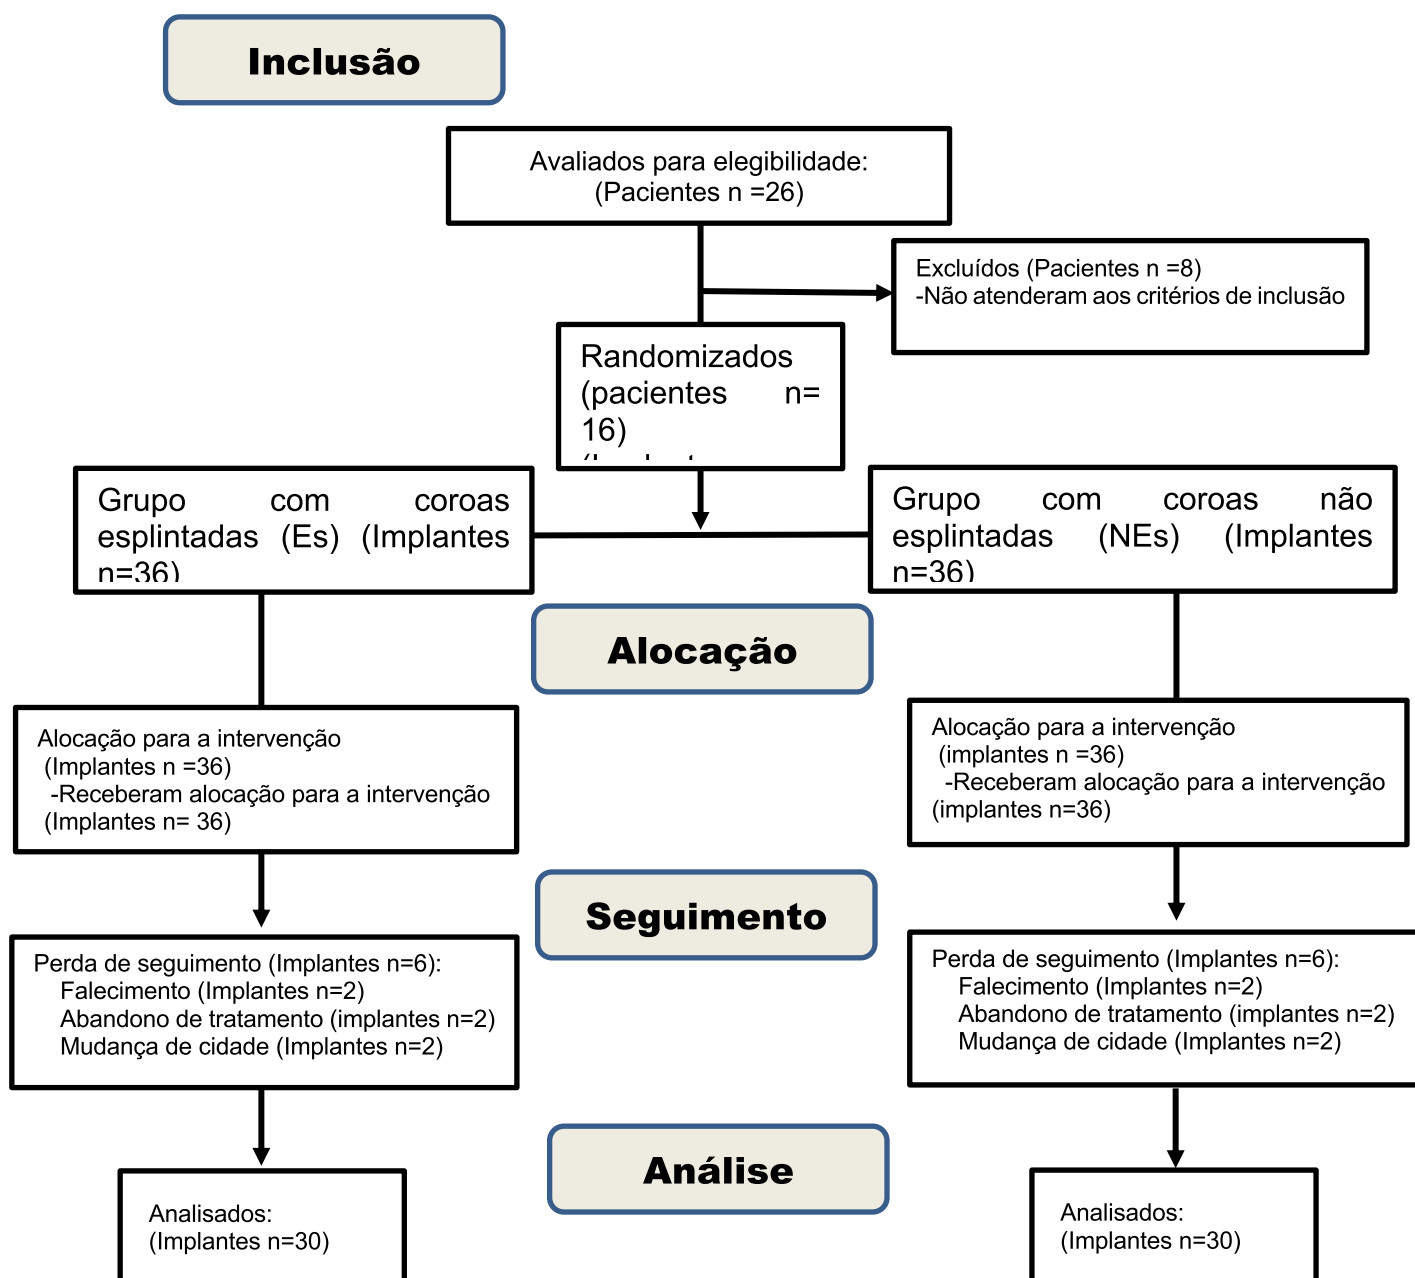 Inclusão
Avaliados para elegibilidade:
(Pacientes n =26)
Excluídos (Pacientes n =8)
-Não atenderam aos critérios de inclusão
Randomizados
(pacientes n=
16)
Grupo com coroas
esplintadas (Es) (Implantes
n=36)
Grupo com coroas não
esplintadas (NEs) (Implantes
n=36)
Alocação
Alocação para a intervenção
(Implantes n =36)
-Receberam alocação para a intervenção
(Implantes n= 36)
Alocação para a intervenção
(implantes n =36)
-Receberam alocação para a intervenção
(implantes n=36)
Seguimento
Perda de seguimento (Implantes n=6):
Falecimento (Implantes n=2)
Abandono de tratamento (implantes n=2)
Mudança de cidade (Implantes n=2)
Perda de seguimento (Implantes n=6):
Falecimento (Implantes n=2)
Abandono de tratamento (implantes n=2)
Mudança de cidade (Implantes n=2)
Análise
Analisados:
(Implantes n=30)
Analisados:
(Implantes n=30)